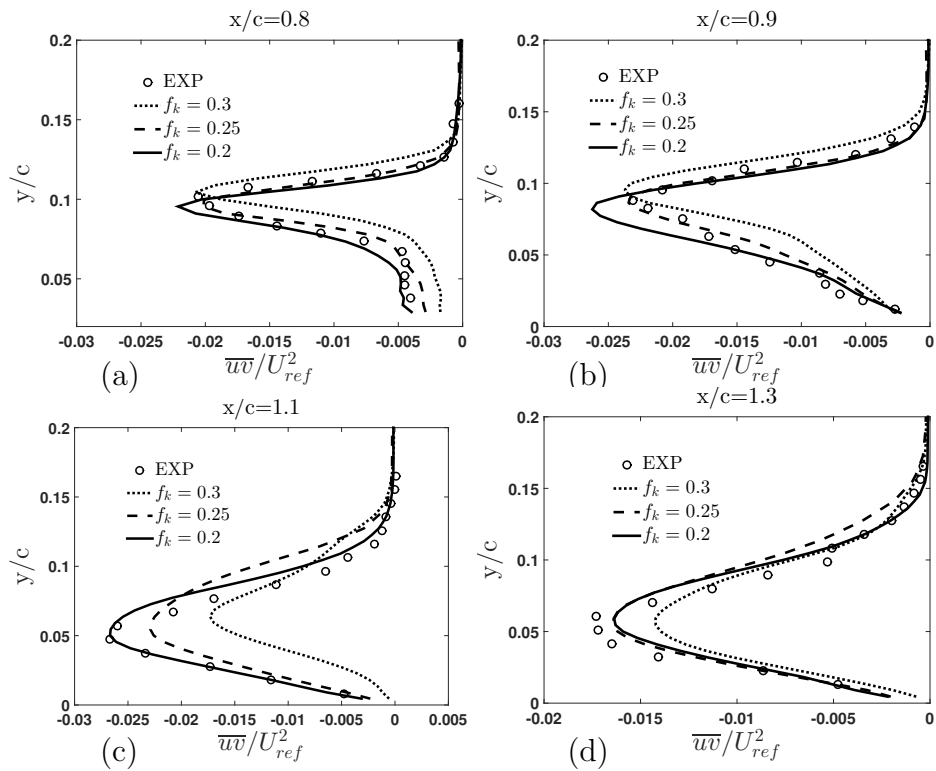 x/c=0.8
0.2
0.15
0.1
0.05
0
y/c
EXP
f_k = 0.3
f_k = 0.25
f_k = 0.2
-0.03 -0.025 -0.02 -0.015 -0.01 -0.005 0
\overline{uv}/U_{ref}^2
(a)
x/c=0.9
0.2
0.15
0.1
0.05
0
y/c
EXP
f_k = 0.3
f_k = 0.25
f_k = 0.2
-0.03 -0.025 -0.02 -0.015 -0.01 -0.005 0
\overline{uv}/U_{ref}^2
(b)
x/c=1.1
0.2
0.15
0.1
0.05
0
y/c
EXP
f_k = 0.3
f_k = 0.25
f_k = 0.2
-0.03 -0.025 -0.02 -0.015 -0.01 -0.005 0 0.005
\overline{uv}/U_{ref}^2
(c)
x/c=1.3
0.2
0.15
0.1
0.05
0
y/c
EXP
f_k = 0.3
f_k = 0.25
f_k = 0.2
-0.02 -0.015 -0.01 -0.005 0
\overline{uv}/U_{ref}^2
(d)